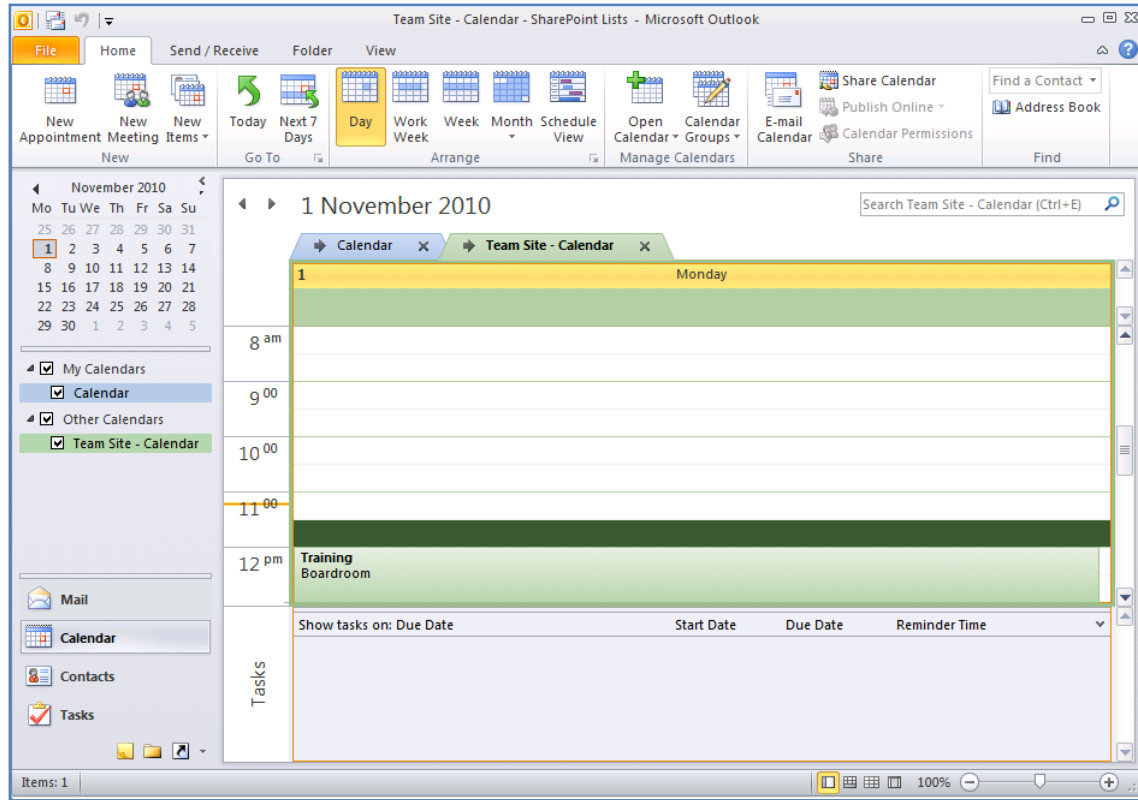 Team Site - Calendar - SharePoint Lists - Microsoft Outlook
File Home Send / Receive Folder View
New Appointment
New Meeting
New Items
New
Today
Next 7 Days
Go To
Day
Work Week
Week
Month
Schedule View
Arrange
Open Calendar
Calendar Groups
Manage Calendars
E-mail Calendar
Share Calendar
Publish Online
Calendar Permissions
Share
Find a Contact
Address Book
Find
November 2010
Mo Tu We Th Fr Sa Su
25 26 27 28 29 30 31
1 2 3 4 5 6 7
8 9 10 11 12 13 14
15 16 17 18 19 20 21
22 23 24 25 26 27 28
29 30 1 2 3 4 5
My Calendars
Calendar
Other Calendars
Team Site - Calendar
Mail
Calendar
Contacts
Tasks
1 November 2010
Search Team Site - Calendar (Ctrl+E)
Calendar Team Site - Calendar
1 Monday
8 am
9 00
10 00
11 00
12 pm
Training
Boardroom
Show tasks on: Due Date Start Date Due Date Reminder Time
Tasks
Items: 1
100%